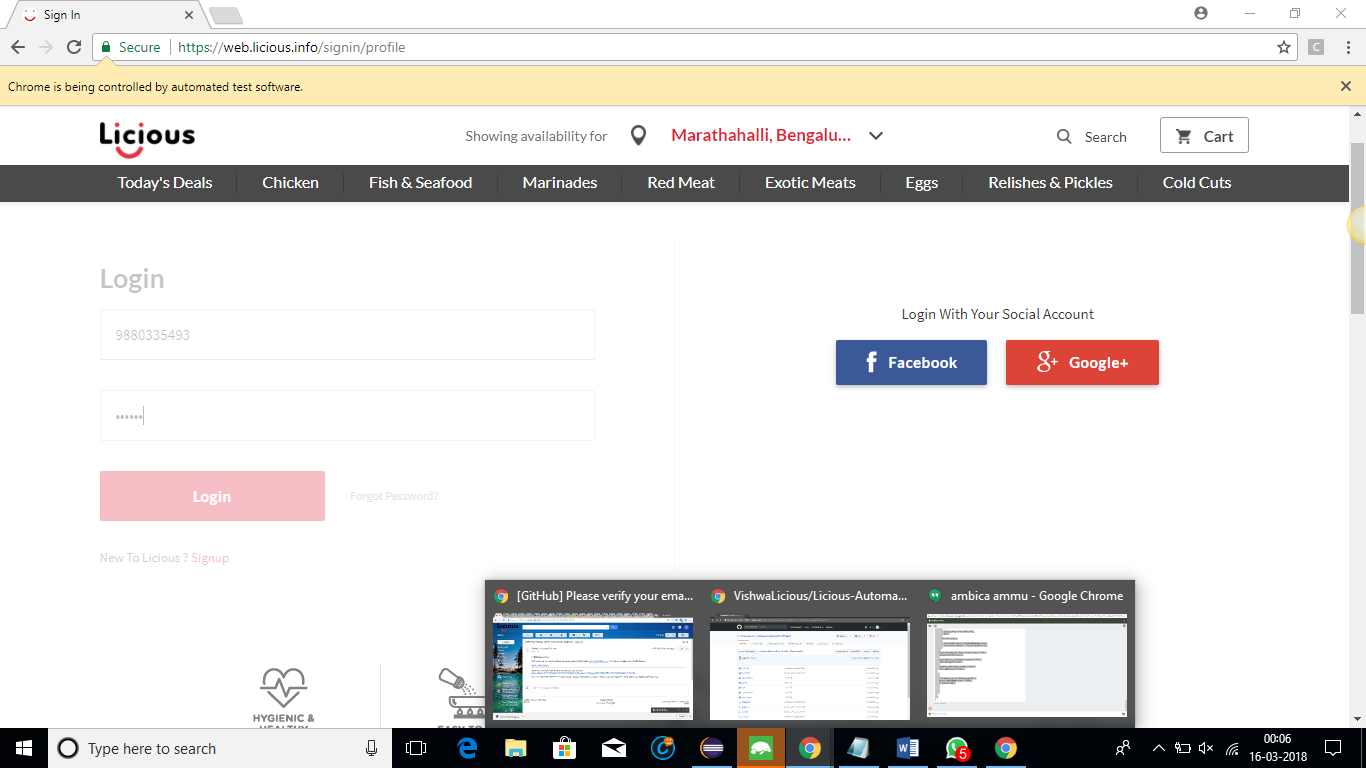 Sign In
Secure https://web.licious.info/signin/profile
C
Chrome is being controlled by automated test software.
Licious
Showing availability for
Marathahalli, Bengalu...
Search
Cart
Today's Deals
Chicken
Fish & Seafood
Marinades
Red Meat
Exotic Meats
Eggs
Relishes & Pickles
Cold Cuts
Login
9880335493
••••••
Login
Forgot Password?
New To Licious ? Signup
Login With Your Social Account
f Facebook
g+ Google+
HYGIENIC &
[GitHub] Please verify your ema...
VishwaLicious/Licious-Automa...
ambica ammu - Google Chrome
Type here to search
5
00:06
16-03-2018